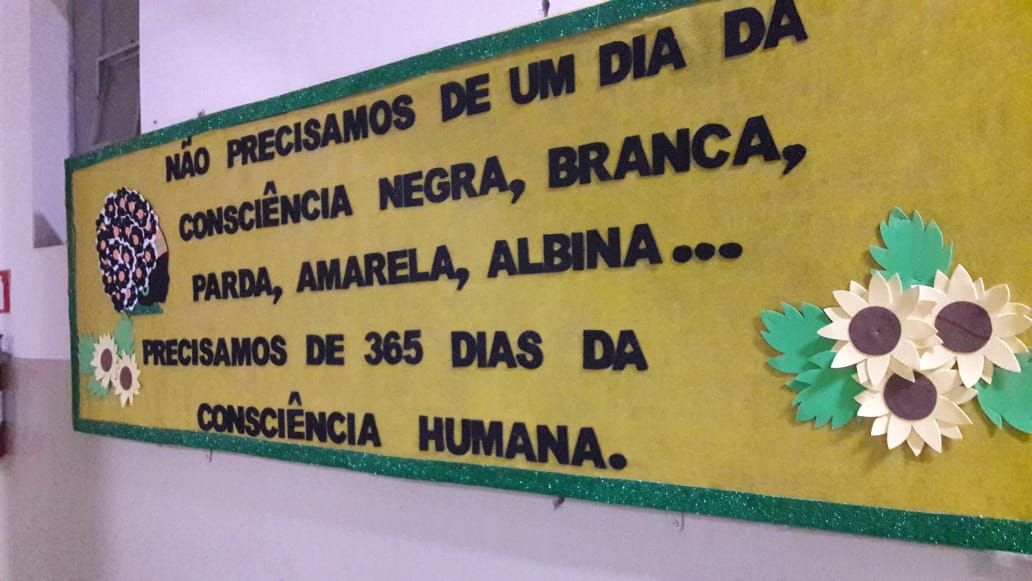 NÃO PRECISAMOS DE UM DIA DA
CONSCIÊNCIA NEGRA, BRANCA,
PARDA, AMARELA, ALBINA...
PRECISAMOS DE 365 DIAS DA
CONSCIÊNCIA HUMANA.